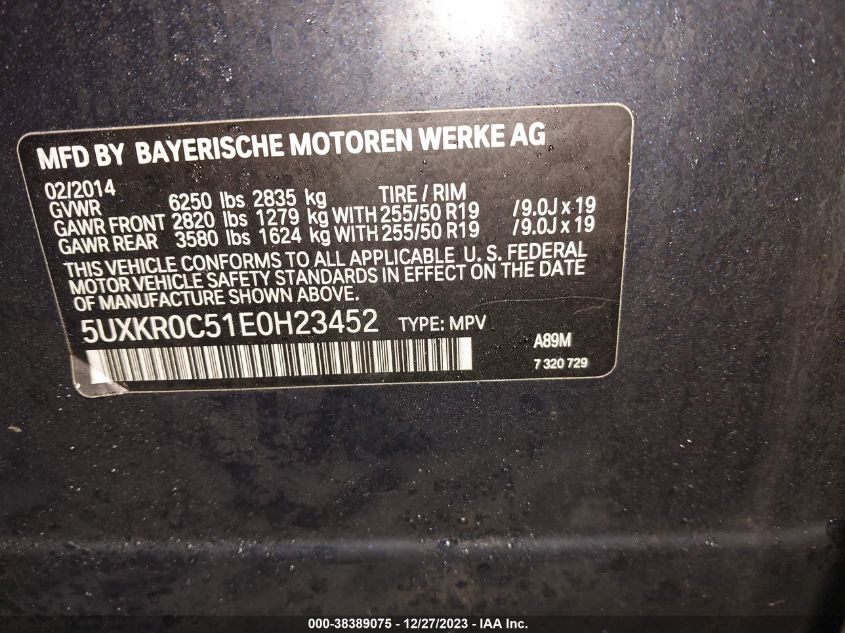 MFD BY BAYERISCHE MOTOREN WERKE AG
02/2014
GVWR 6250 lbs 2835 kg TIRE / RIM
GAWR FRONT 2820 lbs 1279 kg WITH 255/50 R19 /9.0J x 19
GAWR REAR 3580 lbs 1624 kg WITH 255/50 R19 /9.0J x 19
THIS VEHICLE CONFORMS TO ALL APPLICABLE U. S. FEDERAL
MOTOR VEHICLE SAFETY STANDARDS IN EFFECT ON THE DATE
OF MANUFACTURE SHOWN ABOVE.
5UXKR0C51E0H23452 TYPE: MPV
A89M
7 320 729
000-38389075 - 12/27/2023 - © IAA Inc.